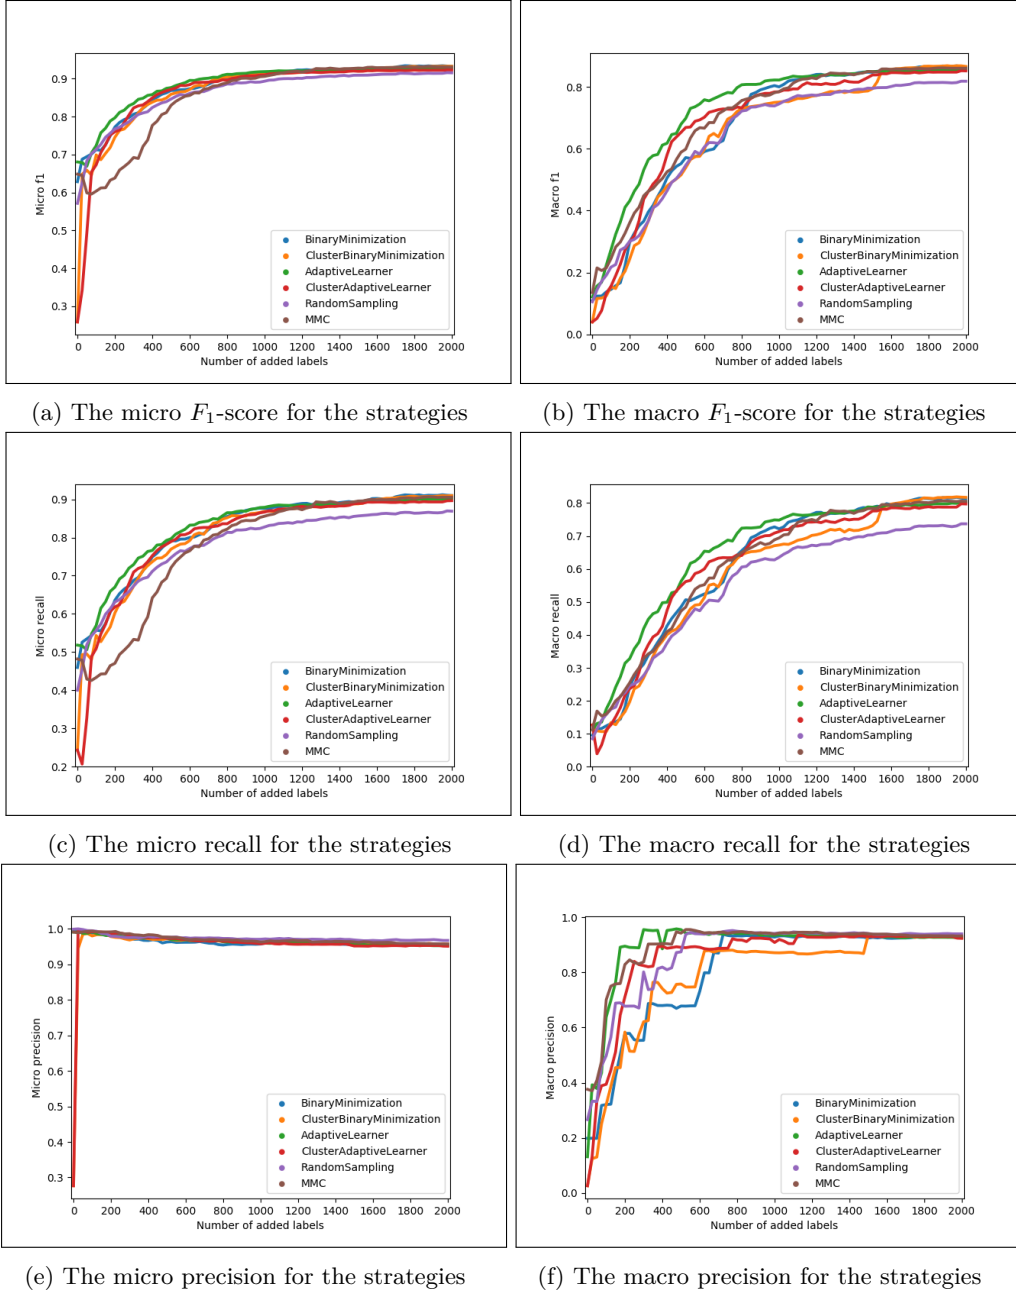 0.9
0.8
0.7
0.6
0.5
0.4
0.3
Micro f1
BinaryMinimization
ClusterBinaryMinimization
AdaptiveLearner
ClusterAdaptiveLearner
RandomSampling
MMC
0 200 400 600 800 1000 1200 1400 1600 1800 2000
Number of added labels
(a) The micro F₁-score for the strategies
0.8
0.6
0.4
0.2
0.0
Macro f1
BinaryMinimization
ClusterBinaryMinimization
AdaptiveLearner
ClusterAdaptiveLearner
RandomSampling
MMC
0 200 400 600 800 1000 1200 1400 1600 1800 2000
Number of added labels
(b) The macro F₁-score for the strategies
0.9
0.8
0.7
0.6
0.5
0.4
0.3
0.2
Micro recall
BinaryMinimization
ClusterBinaryMinimization
AdaptiveLearner
ClusterAdaptiveLearner
RandomSampling
MMC
0 200 400 600 800 1000 1200 1400 1600 1800 2000
Number of added labels
(c) The micro recall for the strategies
0.8
0.7
0.6
0.5
0.4
0.3
0.2
0.1
0.0
Macro recall
BinaryMinimization
ClusterBinaryMinimization
AdaptiveLearner
ClusterAdaptiveLearner
RandomSampling
MMC
0 200 400 600 800 1000 1200 1400 1600 1800 2000
Number of added labels
(d) The macro recall for the strategies
1.0
0.9
0.8
0.7
0.6
0.5
0.4
0.3
Micro precision
BinaryMinimization
ClusterBinaryMinimization
AdaptiveLearner
ClusterAdaptiveLearner
RandomSampling
MMC
0 200 400 600 800 1000 1200 1400 1600 1800 2000
Number of added labels
(e) The micro precision for the strategies
1.0
0.8
0.6
0.4
0.2
0.0
Macro precision
BinaryMinimization
ClusterBinaryMinimization
AdaptiveLearner
ClusterAdaptiveLearner
RandomSampling
MMC
0 200 400 600 800 1000 1200 1400 1600 1800 2000
Number of added labels
(f) The macro precision for the strategies